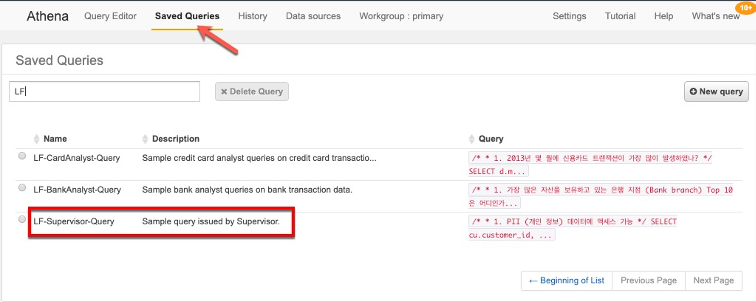 Athena Query Editor Saved Queries History Data sources Workgroup : primary Settings Tutorial Help What's new 10+
Saved Queries
LF
✖ Delete Query
New query
Name Description Query
LF-CardAnalyst-Query Sample credit card analyst queries on credit card transactio... /* * 1. 2013년 몇 월에 신용카드 트랜잭션이 가장 많이 발생하였나? */
SELECT d.m...
LF-BankAnalyst-Query Sample bank analyst queries on bank transaction data. /* * 1. 가장 많은 자산을 보유하고 있는 은행 지점 (Bank branch) Top 10
은 어디인가...
LF-Supervisor-Query Sample query issued by Supervisor. /* * 1. PII (개인 정보) 데이터에 액세스 가능 */ SELECT
cu.customer_id, ...
← Beginning of List Previous Page Next Page